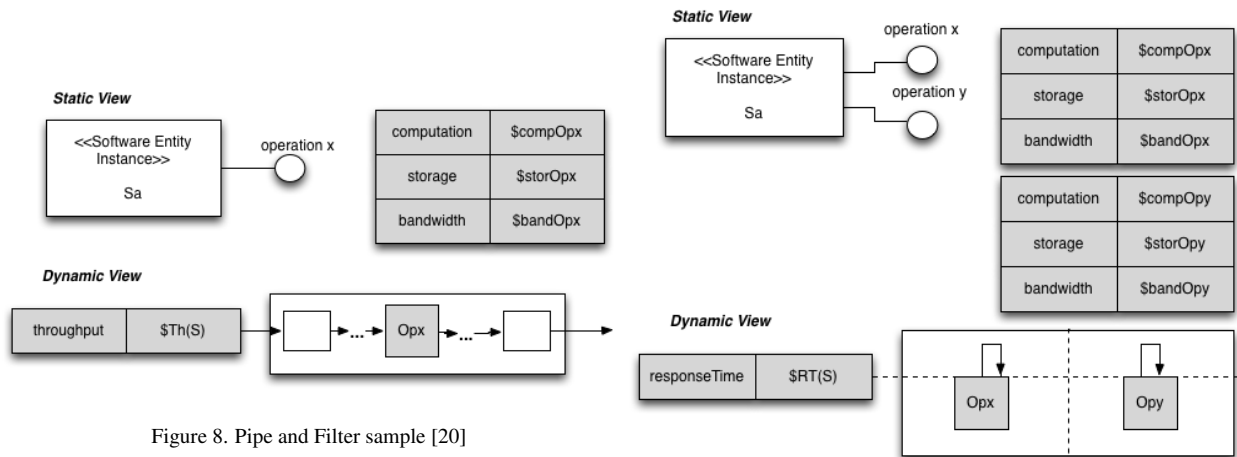 Static View
<<Software Entity
Instance>>
Sa
operation x
computation $compOpx
storage $storOpx
bandwidth $bandOpx
Dynamic View
throughput $Th(S)
... Opx ...
Figure 8. Pipe and Filter sample [20]
Static View
<<Software Entity
Instance>>
Sa
operation x
operation y
computation $compOpx
storage $storOpx
bandwidth $bandOpx
computation $compOpy
storage $storOpy
bandwidth $bandOpy
Dynamic View
responseTime $RT(S)
Opx Opy